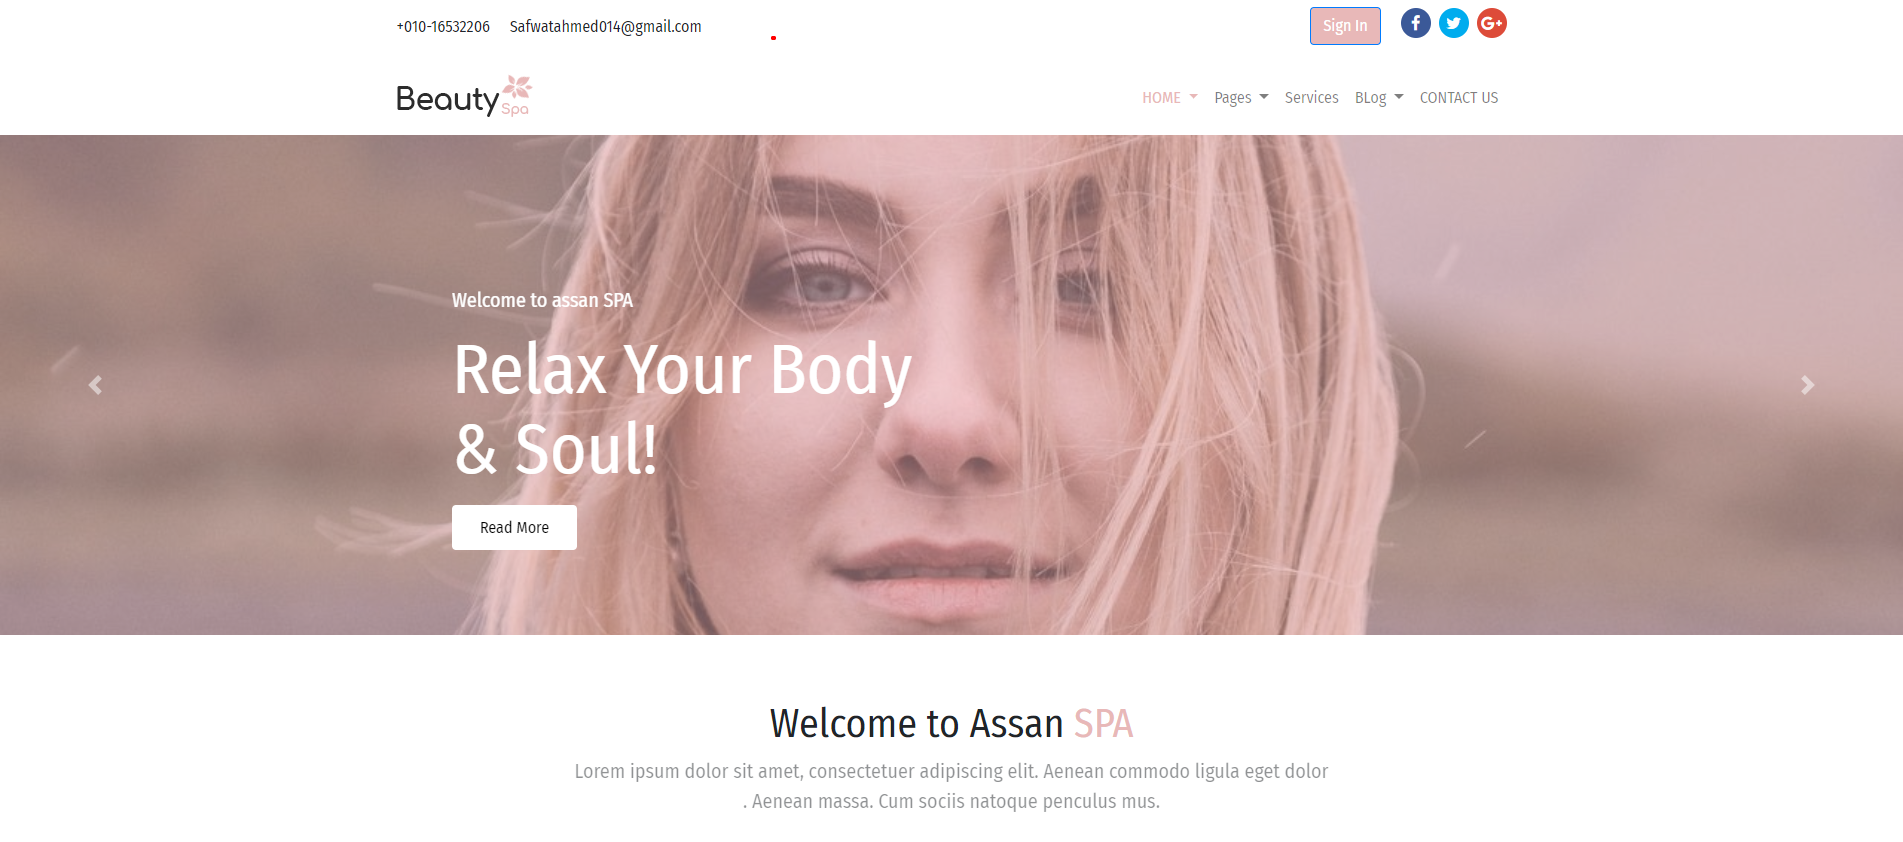 +010-16532206 Safwatahmed014@gmail.com Sign In
Beauty Spa
HOME Pages Services BLog CONTACT US
Welcome to assan SPA
Relax Your Body
& Soul!
Read More
Welcome to Assan SPA
Lorem ipsum dolor sit amet, consectetuer adipiscing elit. Aenean commodo ligula eget dolor
. Aenean massa. Cum sociis natoque penculus mus.